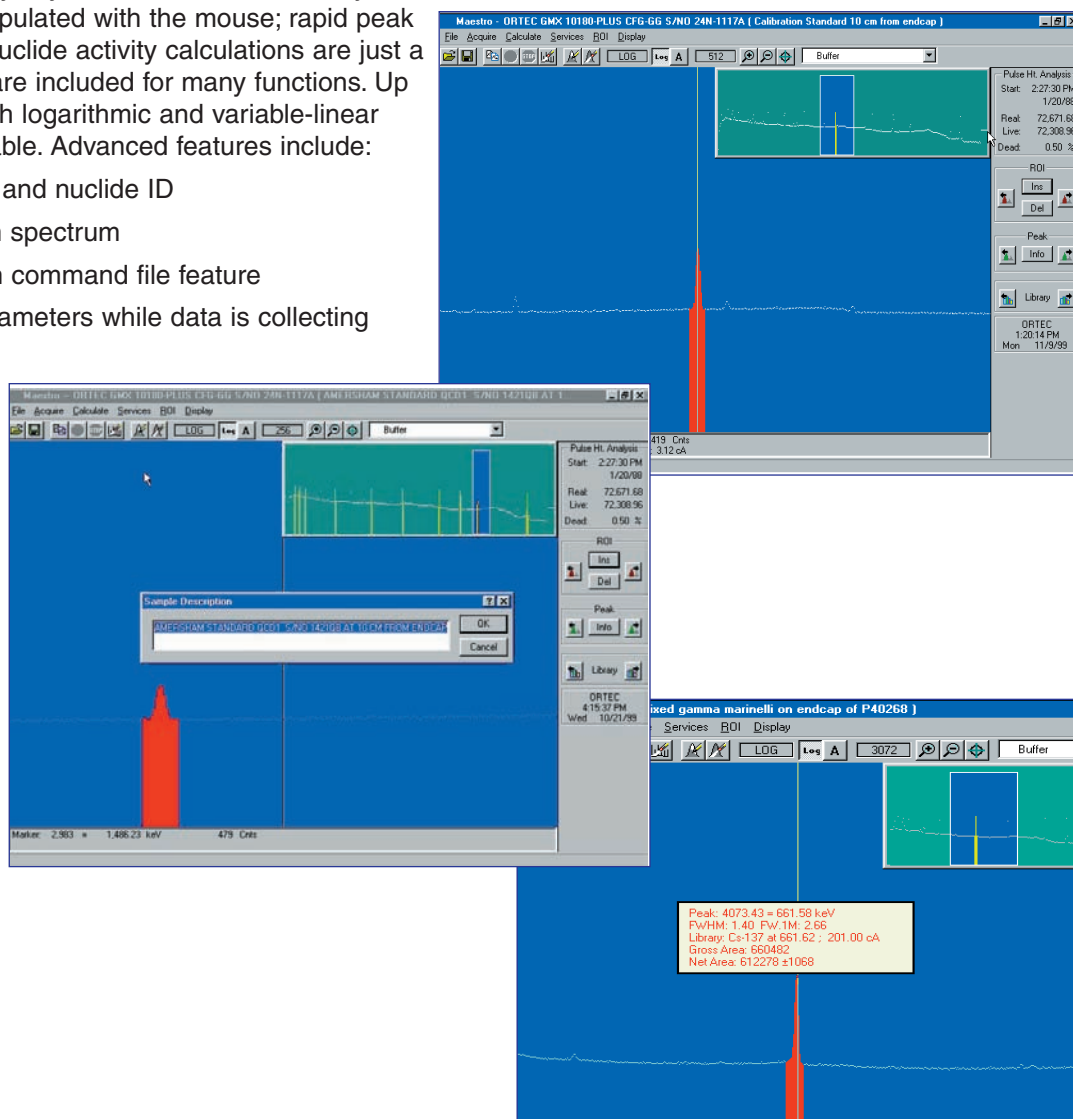 pulated with the mouse; rapid peak
uclide activity calculations are just a
are included for many functions. Up
h logarithmic and variable-linear
able. Advanced features include:
and nuclide ID
spectrum
command file feature
ameters while data is collecting
Maestro - ORTEC GMX 10180-PLUS CFG-GG S/NO 24N-1117A ( Calibration Standard 10 cm from endcap )
File Acquire Calculate Services ROI Display
LOG Log A 512 Buffer
Pulse Ht. Analysis
Start: 2:27:30 PM
1/20/88
Real: 72,671.68
Live: 72,308.96
Dead: 0.50 %
ROI
Ins
Del
Peak
Info
Library
ORTEC
1:20:14 PM
Mon 11/9/99
419 Cnts
3.12 cA
Maestro - ORTEC GMX 10180-PLUS CFG-GG S/NO 24N-1117A ( AMERSHAM STANDARD QCD1 S/NO 1421QB AT 1
File Acquire Calculate Services ROI Display
LOG Log A 256 Buffer
Pulse Ht. Analysis
Start: 2:27:30 PM
1/20/88
Real: 72,671.68
Live: 72,308.96
Dead: 0.50 %
ROI
Ins
Del
Peak
Info
Library
ORTEC
4:15:37 PM
Wed 10/21/99
Sample Description
AMERSHAM STANDARD QCD1 S/NO 1421QB AT 10 CM FROM ENDCAP
OK
Cancel
Marker: 2,983 = 1,486.23 keV 479 Cnts
ixed gamma marinelli on endcap of P40268 )
Services ROI Display
LOG Log A 3072 Buffer
Peak: 4073.43 = 661.58 keV
FWHM: 1.40 FW.1M: 2.66
Library: Cs-137 at 661.62 ; 201.00 cA
Gross Area: 660482
Net Area: 612278 ±1068